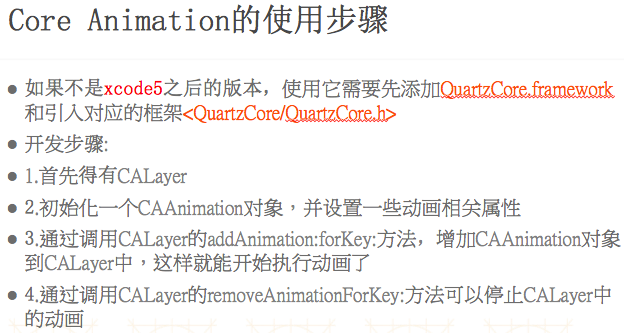 Core Animation的使用步骤
如果不是xcode5之后的版本，使用它需要先添加QuartzCore.framework
和引入对应的框架<QuartzCore/QuartzCore.h>
开发步骤:
1.首先得有CALayer
2.初始化一个CAAnimation对象，并设置一些动画相关属性
3.通过调用CALayer的addAnimation:forKey:方法，增加CAAnimation对象
到CALayer中，这样就能开始执行动画了
4.通过调用CALayer的removeAnimationForKey:方法可以停止CALayer中
的动画